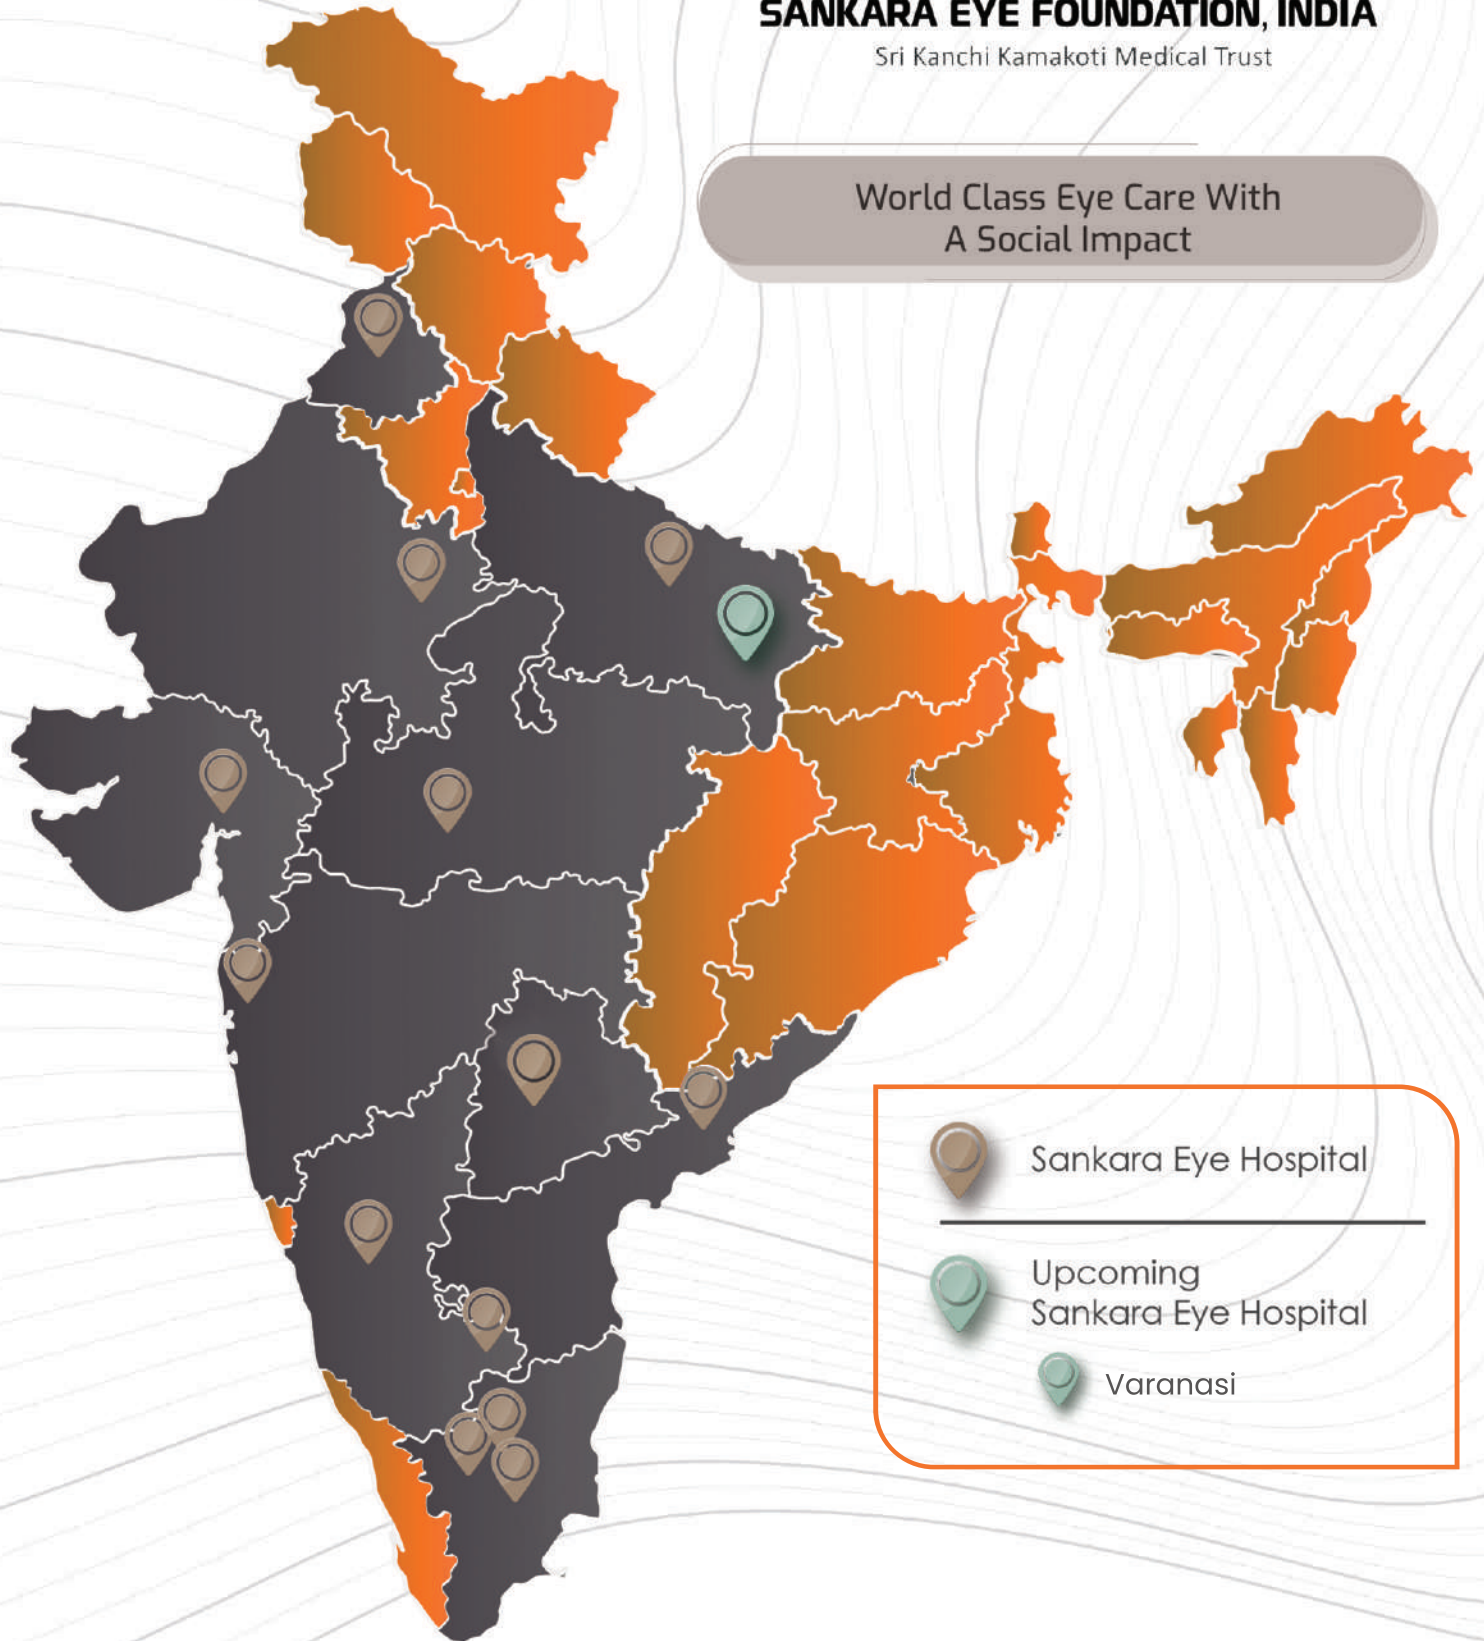 SANKARA EYE FOUNDATION, INDIA
Sri Kanchi Kamakoti Medical Trust
World Class Eye Care With
A Social Impact
Sankara Eye Hospital
Upcoming
Sankara Eye Hospital
Varanasi